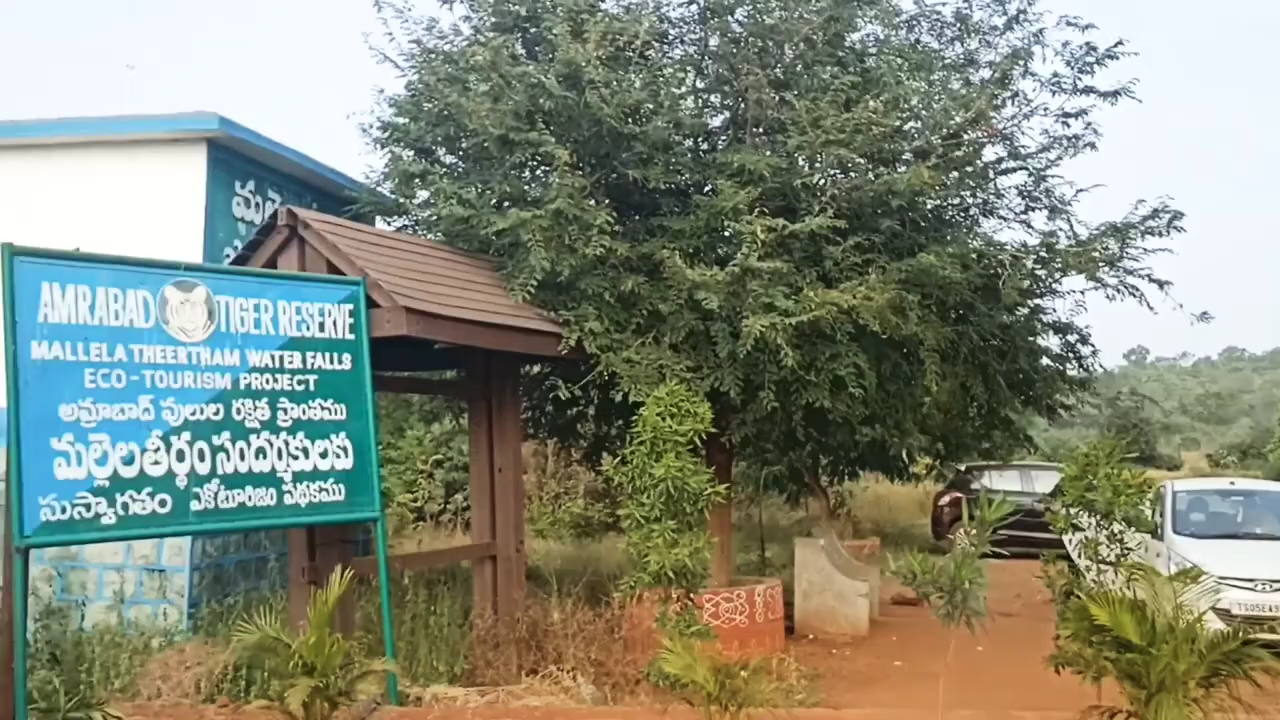 AMRABAD TIGER RESERVE
MALLELA THEERTHAM WATER FALLS
ECO-TOURISM PROJECT
అమ్రాబాద్ పులుల రక్షిత ప్రాంతము
మల్లెల తీర్థం సందర్శకులకు
సుస్వాగతం ఎకోటూరిజం పథకము